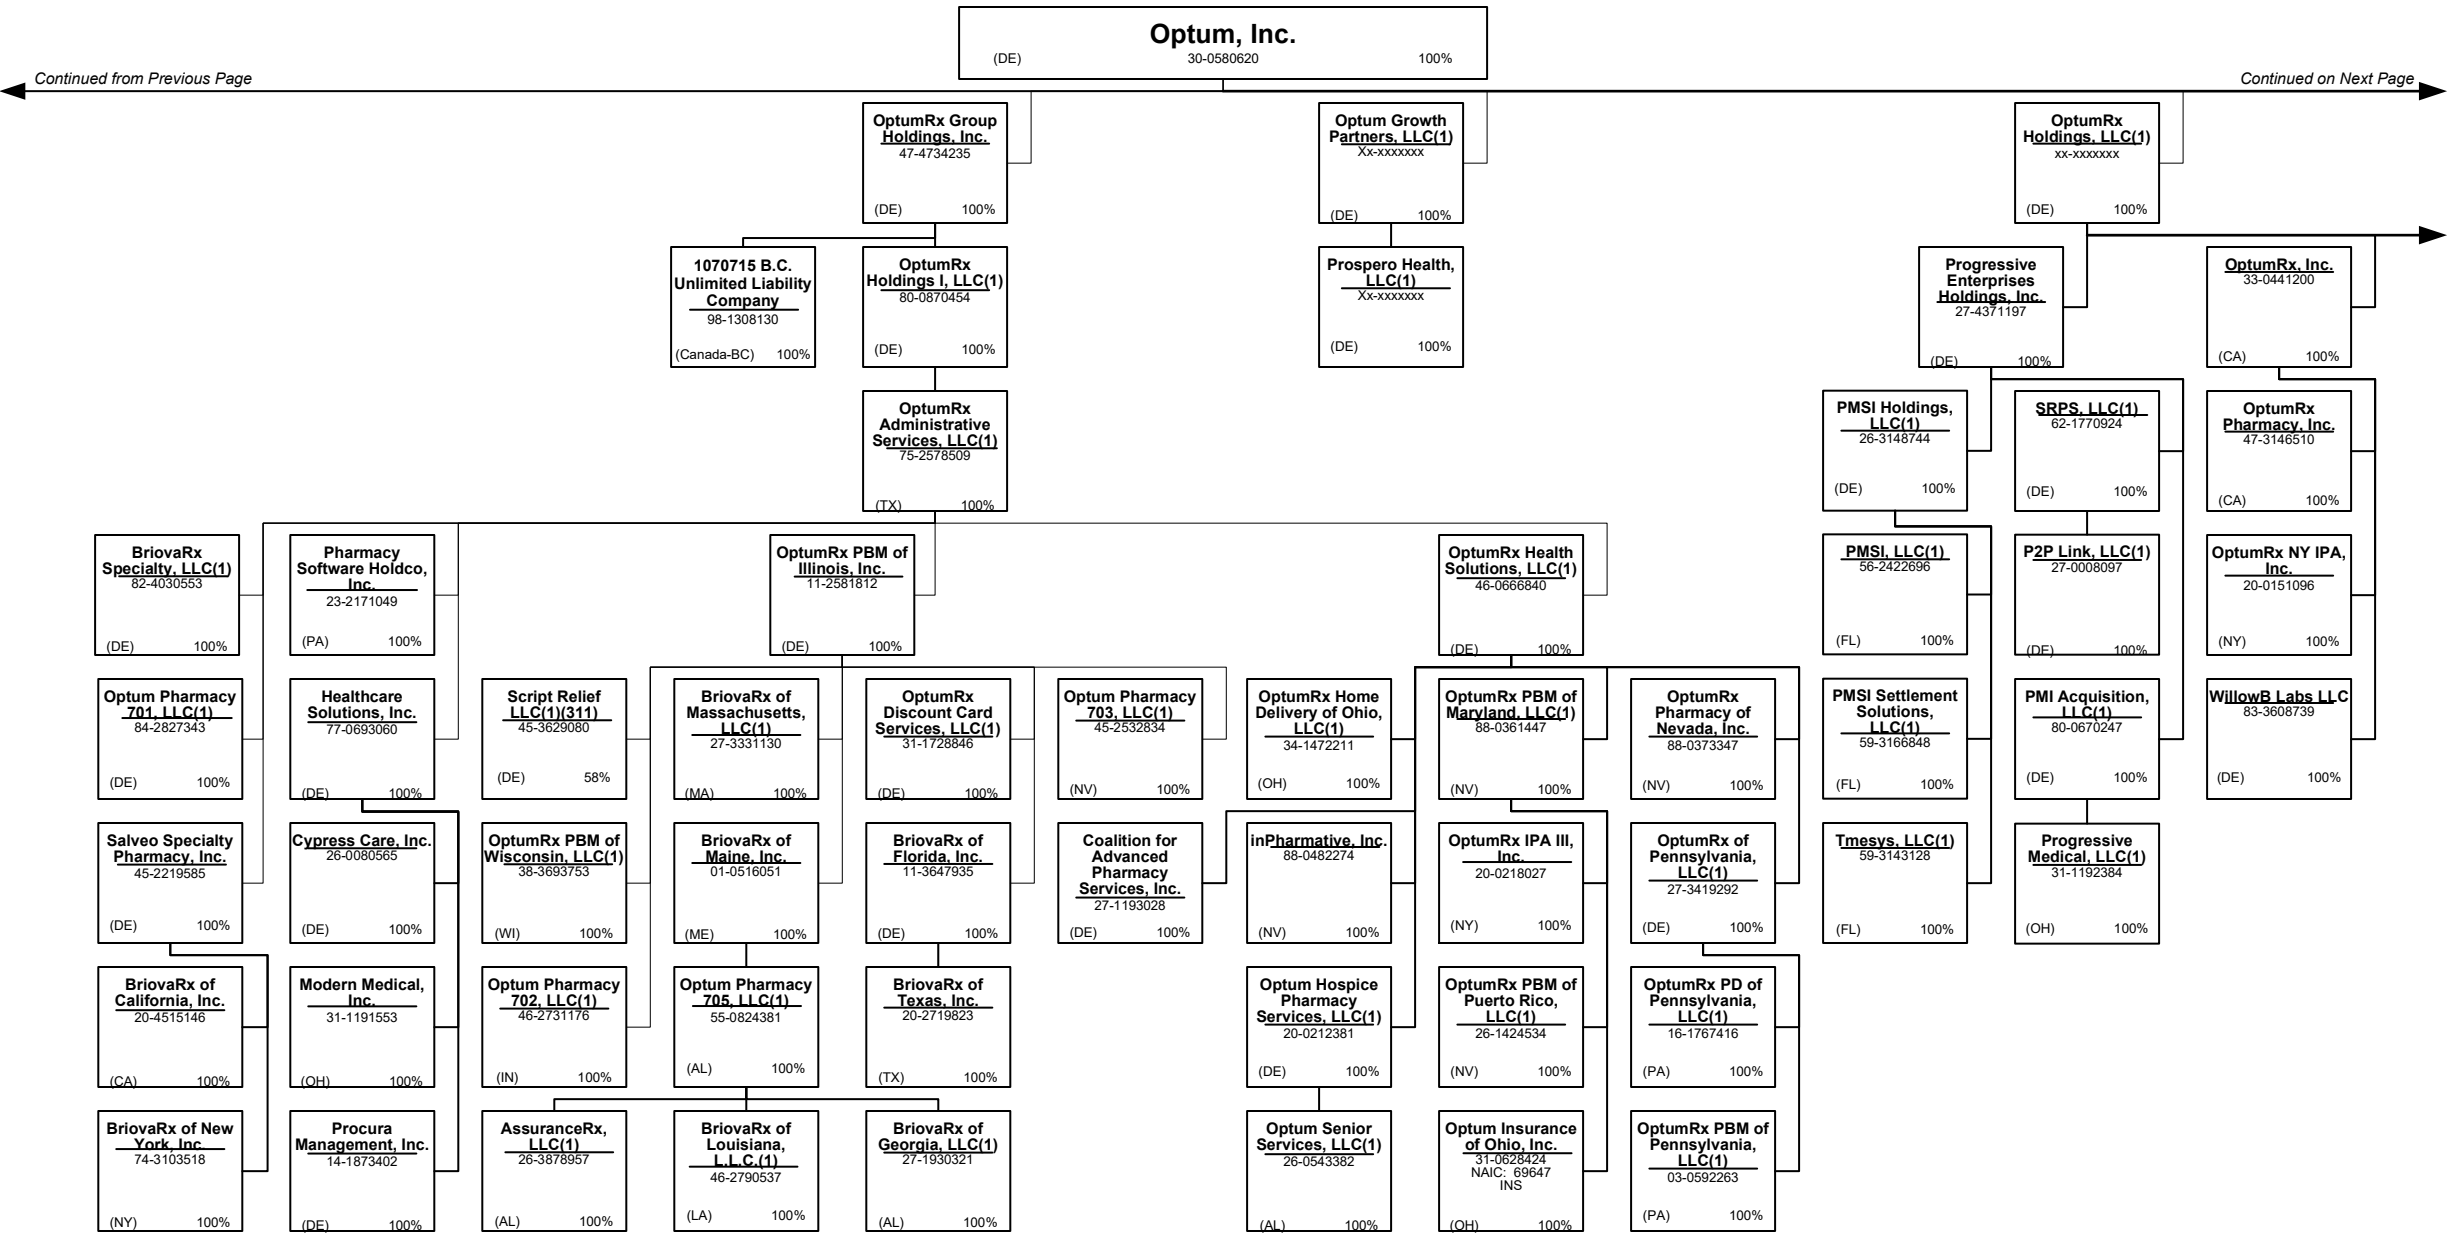 Optum, Inc.
(DE) 30-0580620 100%
Continued from Previous Page
Continued on Next Page
OptumRx Group
Holdings, Inc.
47-4734235
(DE) 100%
Optum Growth
Partners, LLC(1)
Xx-xxxxxxx
(DE) 100%
OptumRx
Holdings, LLC(1)
xx-xxxxxxx
(DE) 100%
1070715 B.C.
Unlimited Liability
Company
98-1308130
(Canada-BC) 100%
OptumRx
Holdings I, LLC(1)
80-0870454
(DE) 100%
Prospero Health,
LLC(1)
Xx-xxxxxxx
(DE) 100%
Progressive
Enterprises
Holdings, Inc.
27-4371197
(DE) 100%
OptumRx, Inc.
33-0441200
(CA) 100%
OptumRx
Administrative
Services, LLC(1)
75-2578509
(TX) 100%
PMSI Holdings,
LLC(1)
26-3148744
(DE) 100%
SRPS, LLC(1)
62-1770924
(DE) 100%
OptumRx
Pharmacy, Inc.
47-3146510
(CA) 100%
BriovaRx
Specialty, LLC(1)
82-4030553
(DE) 100%
Pharmacy
Software Holdco,
Inc.
23-2171049
(PA) 100%
OptumRx PBM of
Illinois, Inc.
11-2581812
(DE) 100%
OptumRx Health
Solutions, LLC(1)
46-0666840
(DE) 100%
PMSI, LLC(1)
56-2422696
(FL) 100%
P2P Link, LLC(1)
27-0008097
(DE) 100%
OptumRx NY IPA,
Inc.
20-0151096
(NY) 100%
Optum Pharmacy
701, LLC(1)
84-2827343
(DE) 100%
Healthcare
Solutions, Inc.
77-0693060
(DE) 100%
Script Relief
LLC(1)(311)
45-3629080
(DE) 58%
BriovaRx of
Massachusetts,
LLC(1)
27-3331130
(MA) 100%
OptumRx
Discount Card
Services, LLC(1)
31-1728846
(DE) 100%
Optum Pharmacy
703, LLC(1)
45-2532834
(NV) 100%
OptumRx Home
Delivery of Ohio,
LLC(1)
34-1472211
(OH) 100%
OptumRx PBM of
Maryland, LLC(1)
88-0361447
(NV) 100%
OptumRx
Pharmacy of
Nevada, Inc.
88-0373347
(NV) 100%
PMSI Settlement
Solutions,
LLC(1)
59-3166848
(FL) 100%
PMI Acquisition,
LLC(1)
80-0670247
(DE) 100%
WillowB Labs LLC
83-3608739
(DE) 100%
Salveo Specialty
Pharmacy, Inc.
45-2219585
(DE) 100%
Cypress Care, Inc.
26-0080565
(DE) 100%
OptumRx PBM of
Wisconsin, LLC(1)
38-3693753
(WI) 100%
BriovaRx of
Maine, Inc.
01-0516051
(ME) 100%
BriovaRx of
Florida, Inc.
11-3647935
(DE) 100%
Coalition for
Advanced
Pharmacy
Services, Inc.
27-1193028
(DE) 100%
inPharmative, Inc.
88-0482274
(NV) 100%
OptumRx IPA III,
Inc.
20-0218027
(NY) 100%
OptumRx of
Pennsylvania,
LLC(1)
27-3419292
(DE) 100%
Tmesys, LLC(1)
59-3143128
(FL) 100%
Progressive
Medical, LLC(1)
31-1192384
(OH) 100%
BriovaRx of
California, Inc.
20-4515146
(CA) 100%
Modern Medical,
Inc.
31-1191553
(OH) 100%
Optum Pharmacy
702, LLC(1)
46-2731176
(IN) 100%
Optum Pharmacy
705, LLC(1)
55-0824381
(AL) 100%
BriovaRx of
Texas, Inc.
20-2719823
(TX) 100%
Optum Hospice
Pharmacy
Services, LLC(1)
20-0212381
(DE) 100%
OptumRx PBM of
Puerto Rico,
LLC(1)
26-1424534
(NV) 100%
OptumRx PD of
Pennsylvania,
LLC(1)
16-1767416
(PA) 100%
BriovaRx of New
York, Inc.
74-3103518
(NY) 100%
Procura
Management, Inc.
14-1873402
(DE) 100%
AssuranceRx,
LLC(1)
26-3878957
(AL) 100%
BriovaRx of
Louisiana,
L.L.C.(1)
46-2790537
(LA) 100%
BriovaRx of
Georgia, LLC(1)
27-1930321
(AL) 100%
Optum Senior
Services, LLC(1)
26-0543382
(AL) 100%
Optum Insurance
of Ohio, Inc.
31-0628424
NAIC: 69647
INS
(OH) 100%
OptumRx PBM of
Pennsylvania,
LLC(1)
03-0592263
(PA) 100%